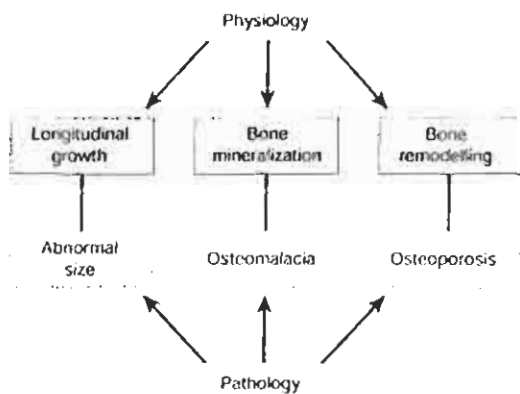 Physiology
Longitudinal
growth
Bone
mineralization
Bone
remodelling
Abnormal
size
Osteomalacia
Osteoporosis
Pathology